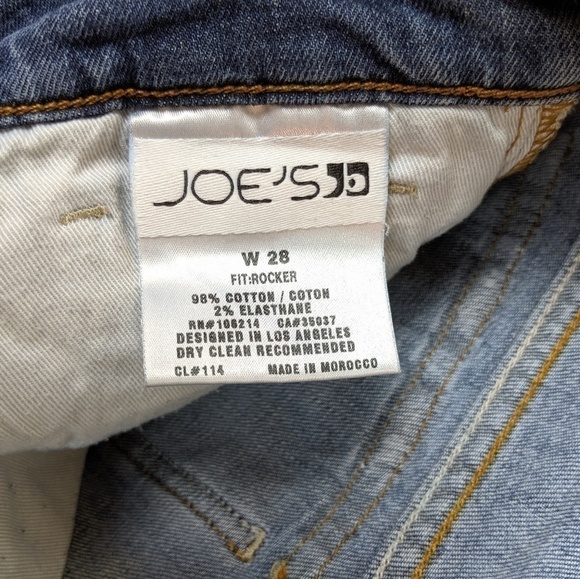 JOE'S
W 28
FIT:ROCKER
98% COTTON / COTON
2% ELASTHANE
RN#106214 CA#35037
DESIGNED IN LOS ANGELES
DRY CLEAN RECOMMENDED
CL#114 MADE IN MOROCCO